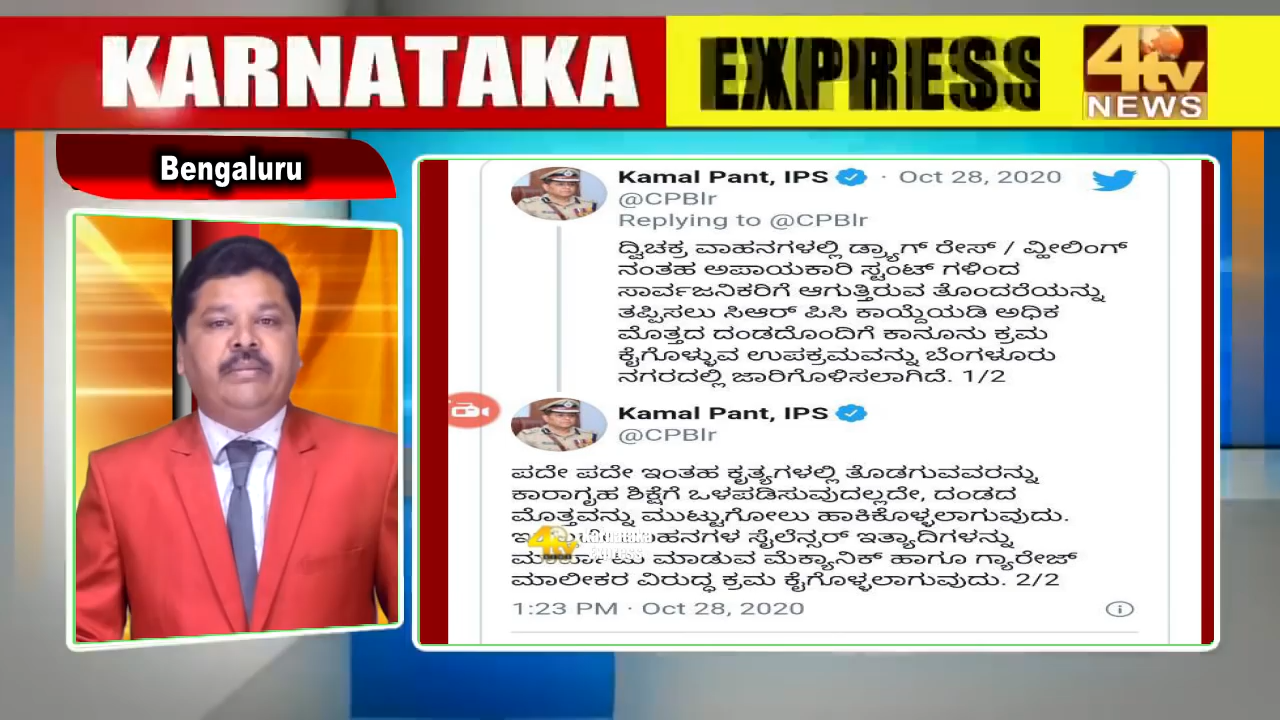 KARNATAKA EXPRESS
4tv
NEWS
Bengaluru
Kamal Pant, IPS · Oct 28, 2020
@CPBlr
Replying to @CPBlr
ದ್ವಿಚಕ್ರ ವಾಹನಗಳಲ್ಲಿ ಡ್ರ್ಯಾಗ್ ರೇಸ್ / ವ್ಹೀಲಿಂಗ್
ನಂತಹ ಅಪಾಯಕಾರಿ ಸ್ಟಂಟ್ ಗಳಿಂದ
ಸಾರ್ವಜನಿಕರಿಗೆ ಆಗುತ್ತಿರುವ ತೊಂದರೆಯನ್ನು
ತಪ್ಪಿಸಲು ಸಿಆರ್ ಪಿಸಿ ಕಾಯ್ದೆಯಡಿ ಅಧಿಕ
ಮೊತ್ತದ ದಂಡದೊಂದಿಗೆ ಕಾನೂನು ಕ್ರಮ
ಕೈಗೊಳ್ಳುವ ಉಪಕ್ರಮವನ್ನು ಬೆಂಗಳೂರು
ನಗರದಲ್ಲಿ ಜಾರಿಗೊಳಿಸಲಾಗಿದೆ. 1/2
Kamal Pant, IPS
@CPBlr
ಪದೇ ಪದೇ ಇಂತಹ ಕೃತ್ಯಗಳಲ್ಲಿ ತೊಡಗುವವರನ್ನು
ಕಾರಾಗೃಹ ಶಿಕ್ಷೆಗೆ ಒಳಪಡಿಸುವುದಲ್ಲದೇ, ದಂಡದ
ಮೊತ್ತವನ್ನು ಮುಟ್ಟುಗೋಲು ಹಾಕಿಕೊಳ್ಳಲಾಗುವುದು.
ಸೈಲೆನ್ಸರ್ ಇತ್ಯಾದಿಗಳನ್ನು
ಮಾಡುವ ಮೆಕ್ಯಾನಿಕ್ ಹಾಗೂ ಗ್ಯಾರೇಜ್
ಮಾಲೀಕರ ವಿರುದ್ಧ ಕ್ರಮ ಕೈಗೊಳ್ಳಲಾಗುವುದು. 2/2
4tv
1:23 PM · Oct 28, 2020